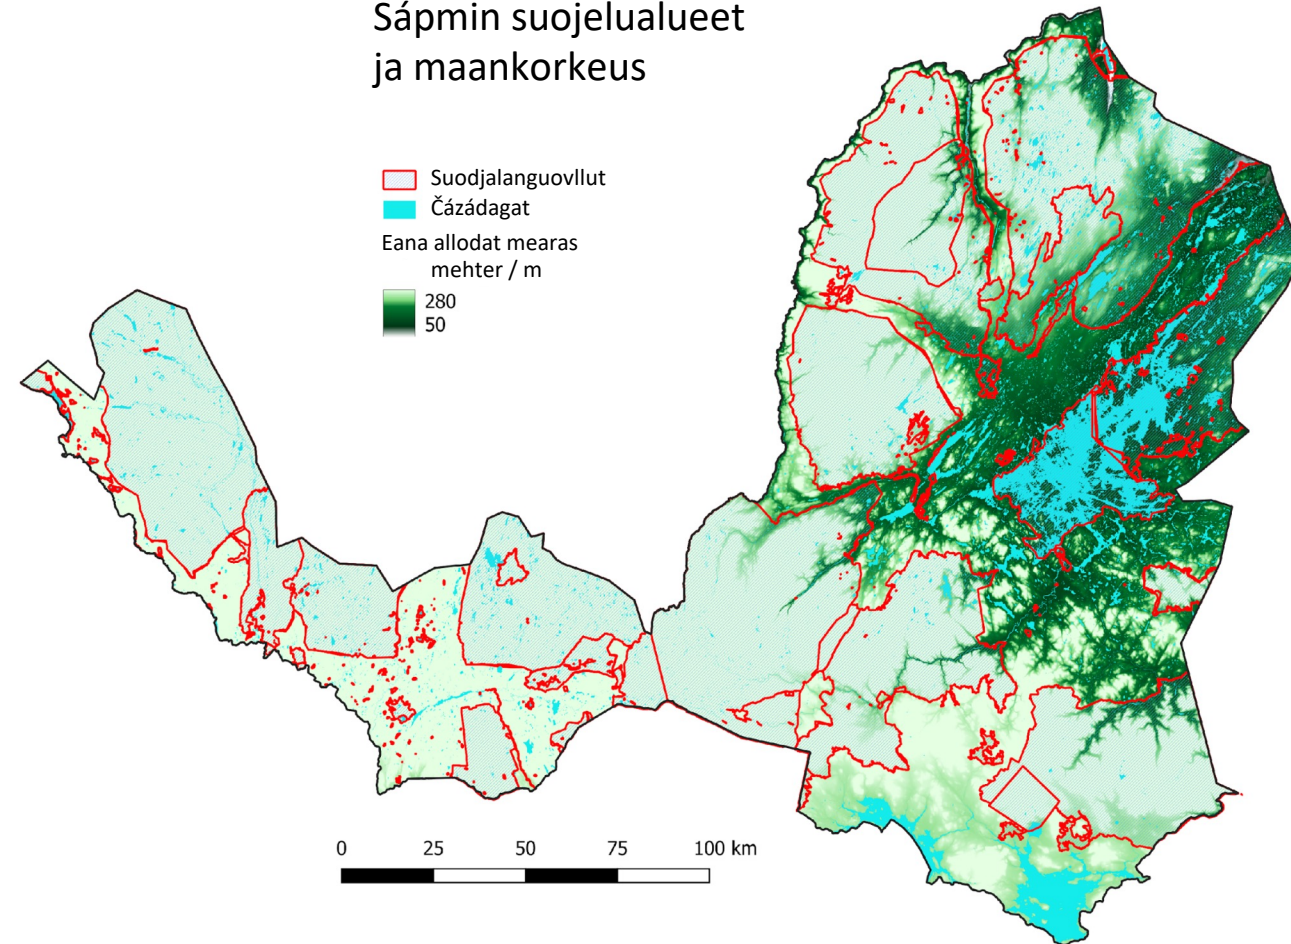 Sápmin suojelualueet
ja maankorkeus
Suodjalanguovllut
Čázádagat
Eana allodat mearas
mehter / m
280
50
0 25 50 75 100 km